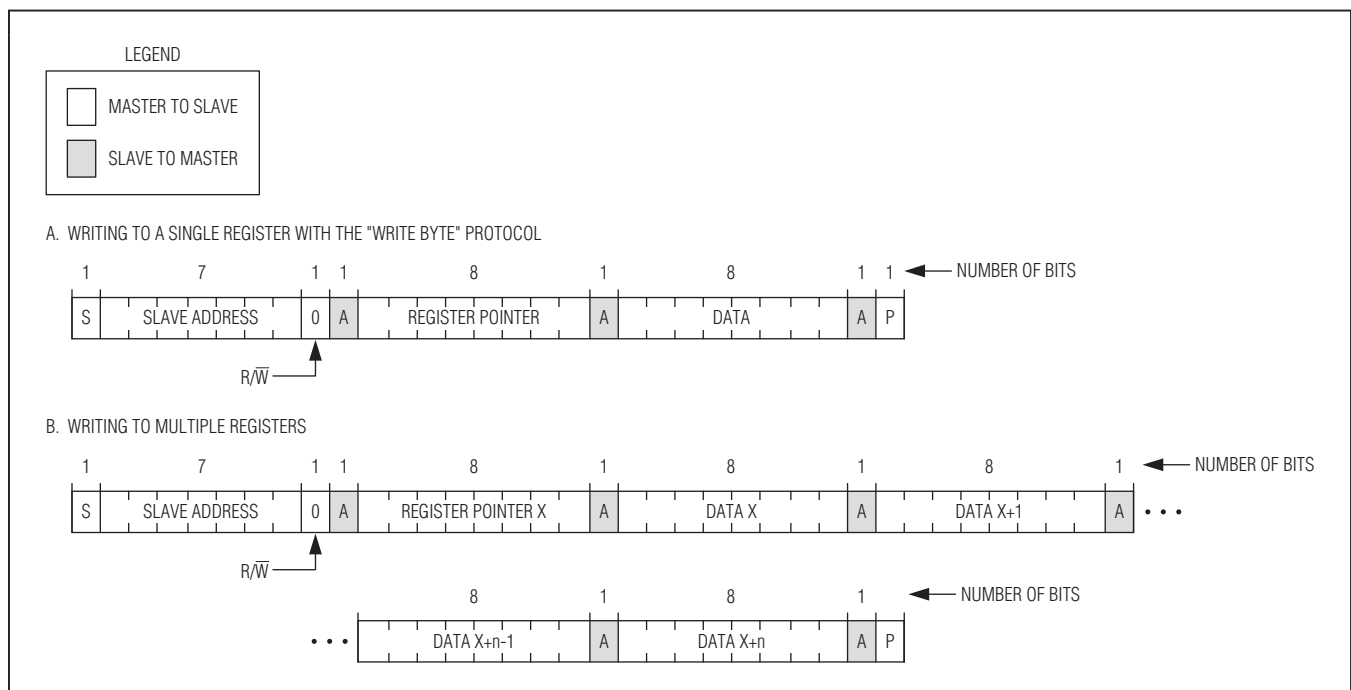 LEGEND
MASTER TO SLAVE
SLAVE TO MASTER
A. WRITING TO A SINGLE REGISTER WITH THE "WRITE BYTE" PROTOCOL
1 7 1 1 8 1 8 1 1 NUMBER OF BITS
S SLAVE ADDRESS 0 A REGISTER POINTER A DATA A P
R/W̅
B. WRITING TO MULTIPLE REGISTERS
1 7 1 1 8 1 8 1 8 1 NUMBER OF BITS
S SLAVE ADDRESS 0 A REGISTER POINTER X A DATA X A DATA X+1 A • • •
R/W̅
8 1 8 1 NUMBER OF BITS
• • • DATA X+n-1 A DATA X+n A P